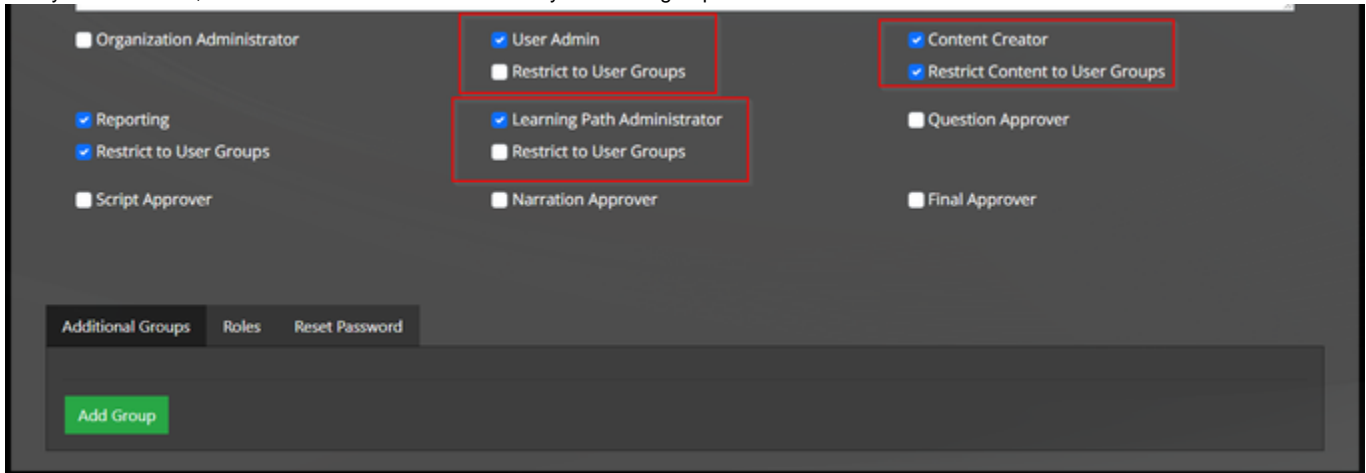 Organization Administrator
User Admin
Content Creator
Restrict to User Groups
Restrict Content to User Groups
Reporting
Learning Path Administrator
Question Approver
Restrict to User Groups
Restrict to User Groups
Script Approver
Narration Approver
Final Approver
Additional Groups Roles Reset Password
Add Group